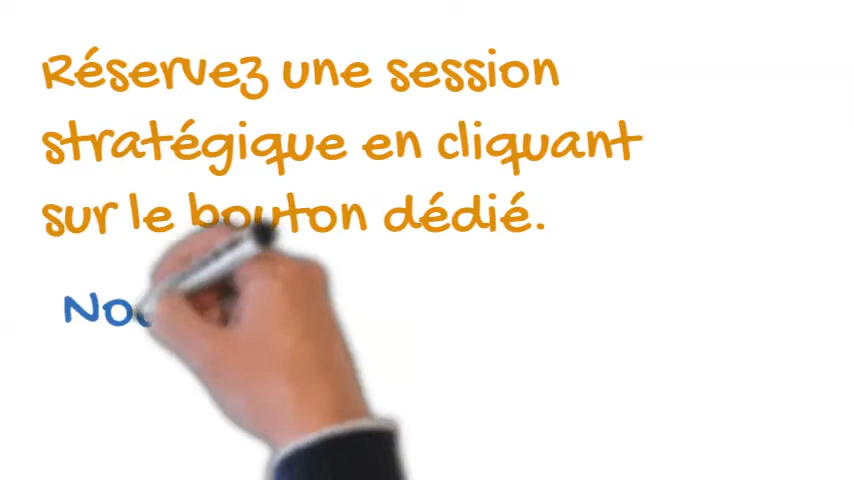 Réservez une session
stratégique en cliquant
sur le bouton dédié.